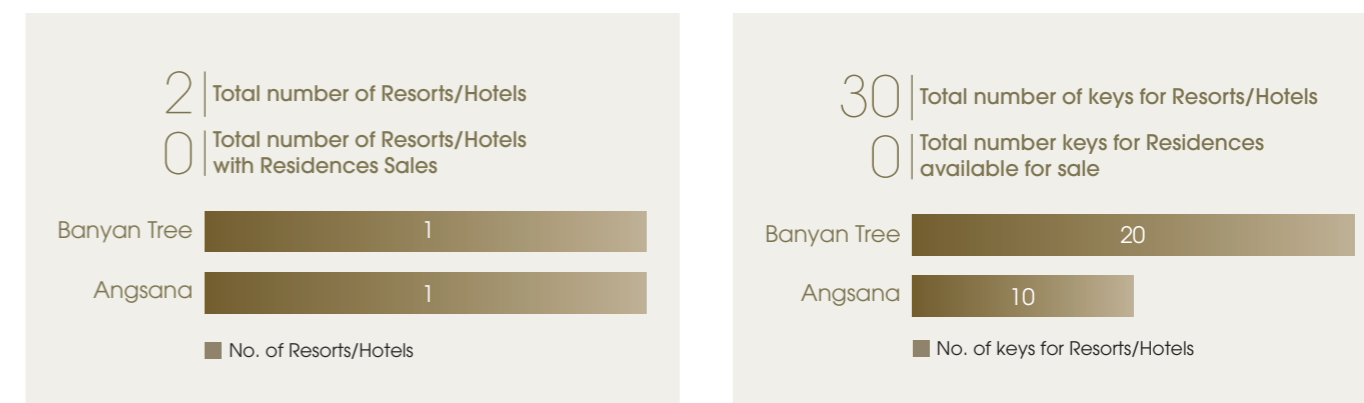 2
Total number of Resorts/Hotels
0
Total number of Resorts/Hotels
with Residences Sales
Banyan Tree
1
Angsana
1
No. of Resorts/Hotels
30
Total number of keys for Resorts/Hotels
0
Total number keys for Residences
available for sale
Banyan Tree
20
Angsana
10
No. of keys for Resorts/Hotels